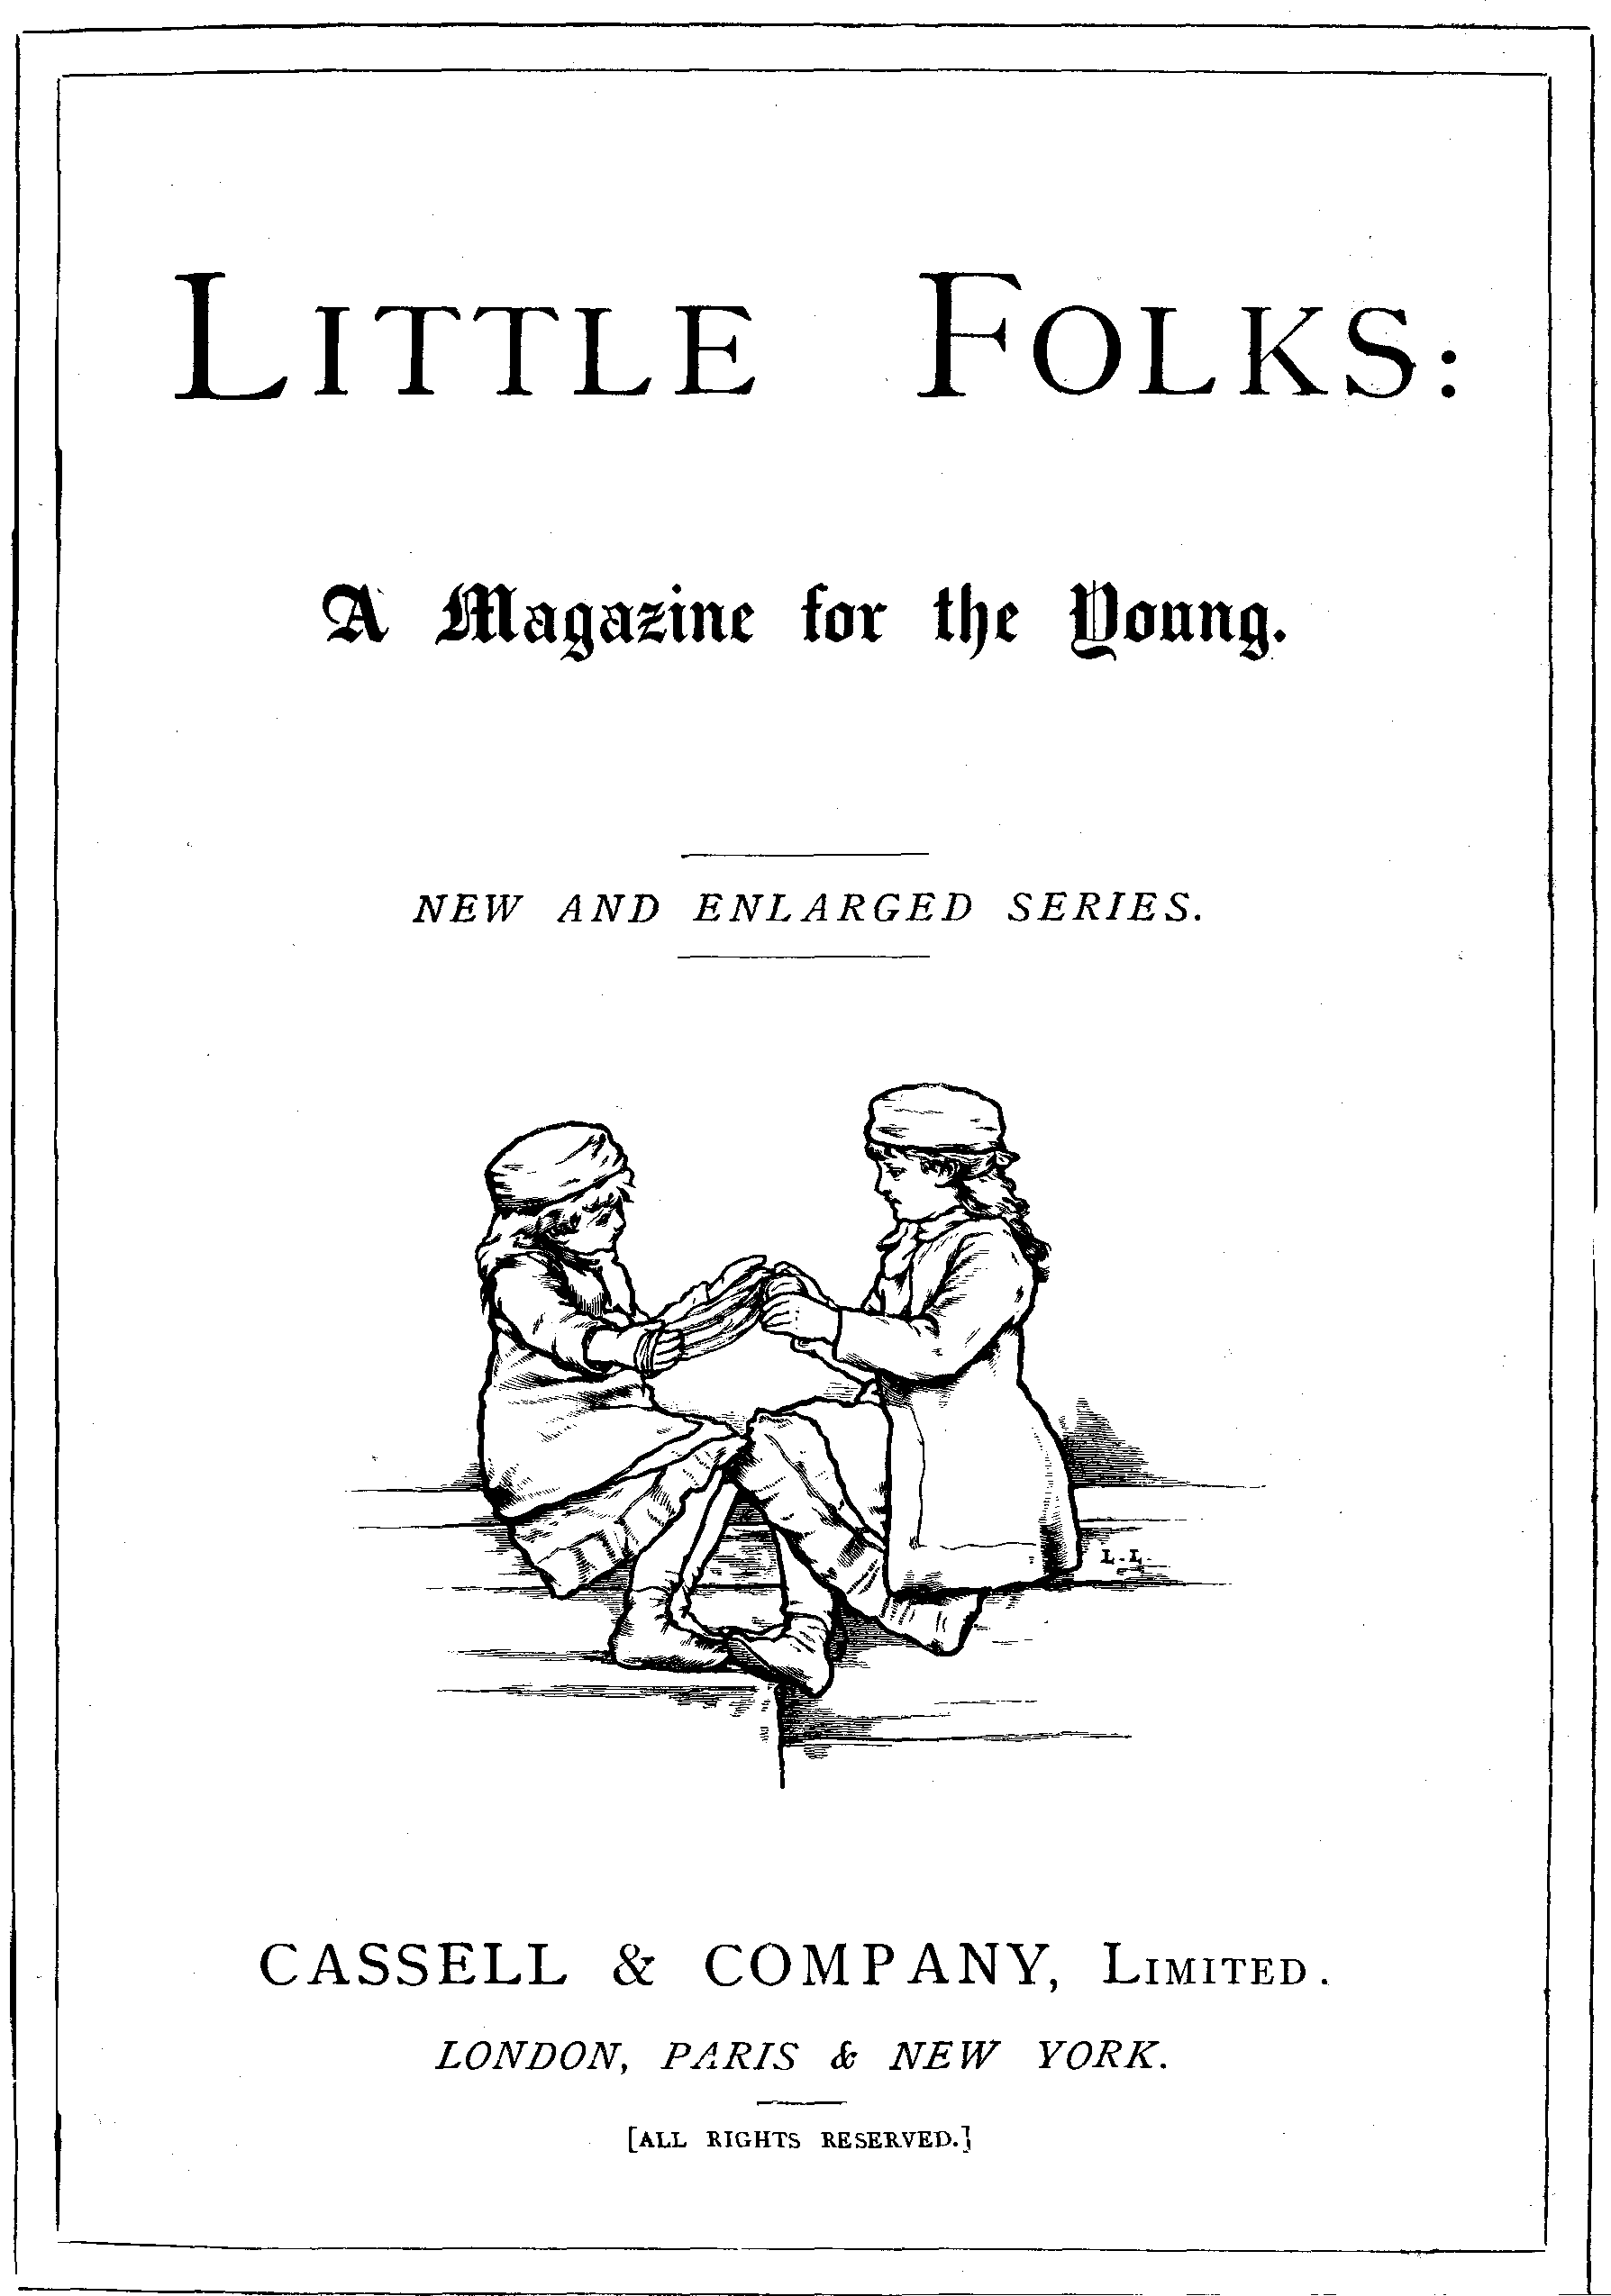 LITTLE FOLKS:
A Magazine for the Young.
NEW AND ENLARGED SERIES.
L.L.
CASSELL & COMPANY, LIMITED.
LONDON, PARIS & NEW YORK.
[ALL RIGHTS RESERVED.]